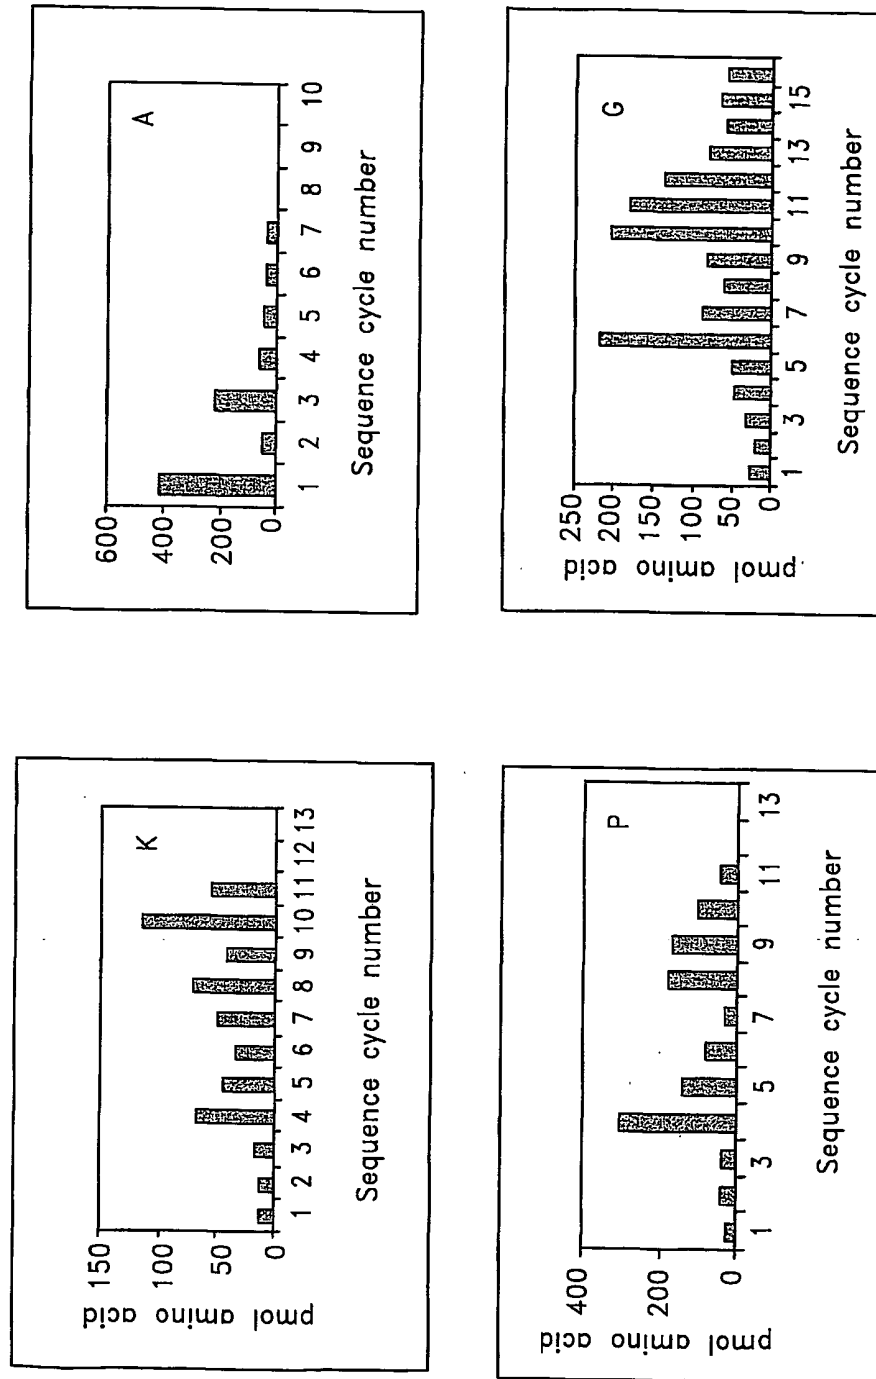 K
pmol amino acid
150
100
50
0
1 2 3 4 5 6 7 8 9 10 11 12 13
Sequence cycle number
A
600
400
200
0
1 2 3 4 5 6 7 8 9 10
Sequence cycle number
P
pmol amino acid
400
200
0
1 3 5 7 9 11 13
Sequence cycle number
G
pmol amino acid
250
200
150
100
50
0
1 3 5 7 9 11 13 15
Sequence cycle number